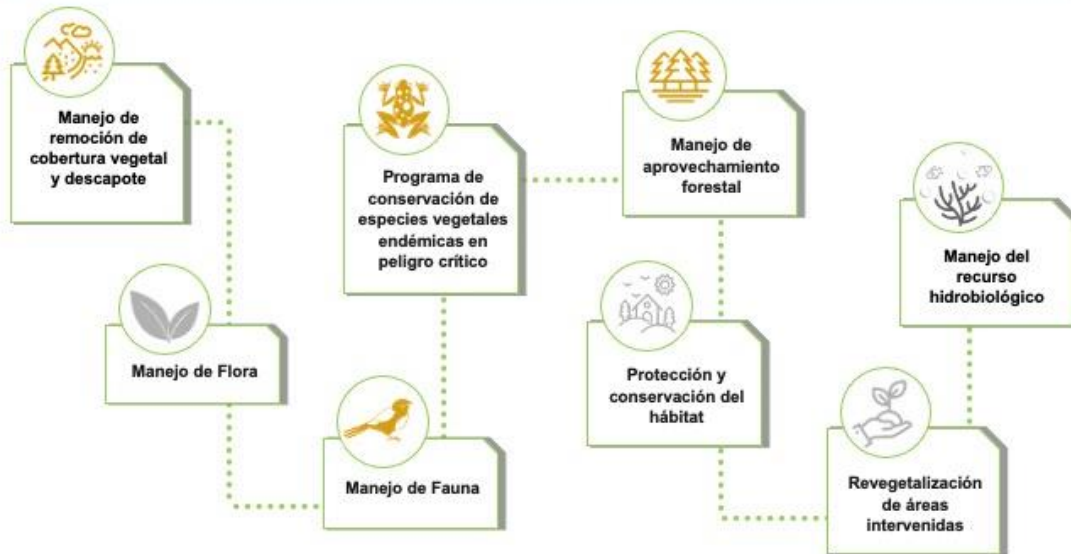 Manejo de
remoción de
cobertura vegetal
y descapote
Manejo de Flora
Manejo de Fauna
Programa de
conservación de
especies vegetales
endémicas en
peligro crítico
Manejo de
aprovechamiento
forestal
Protección y
conservación del
hábitat
Revegetalización
de áreas
intervenidas
Manejo del
recurso
hidrobiológico